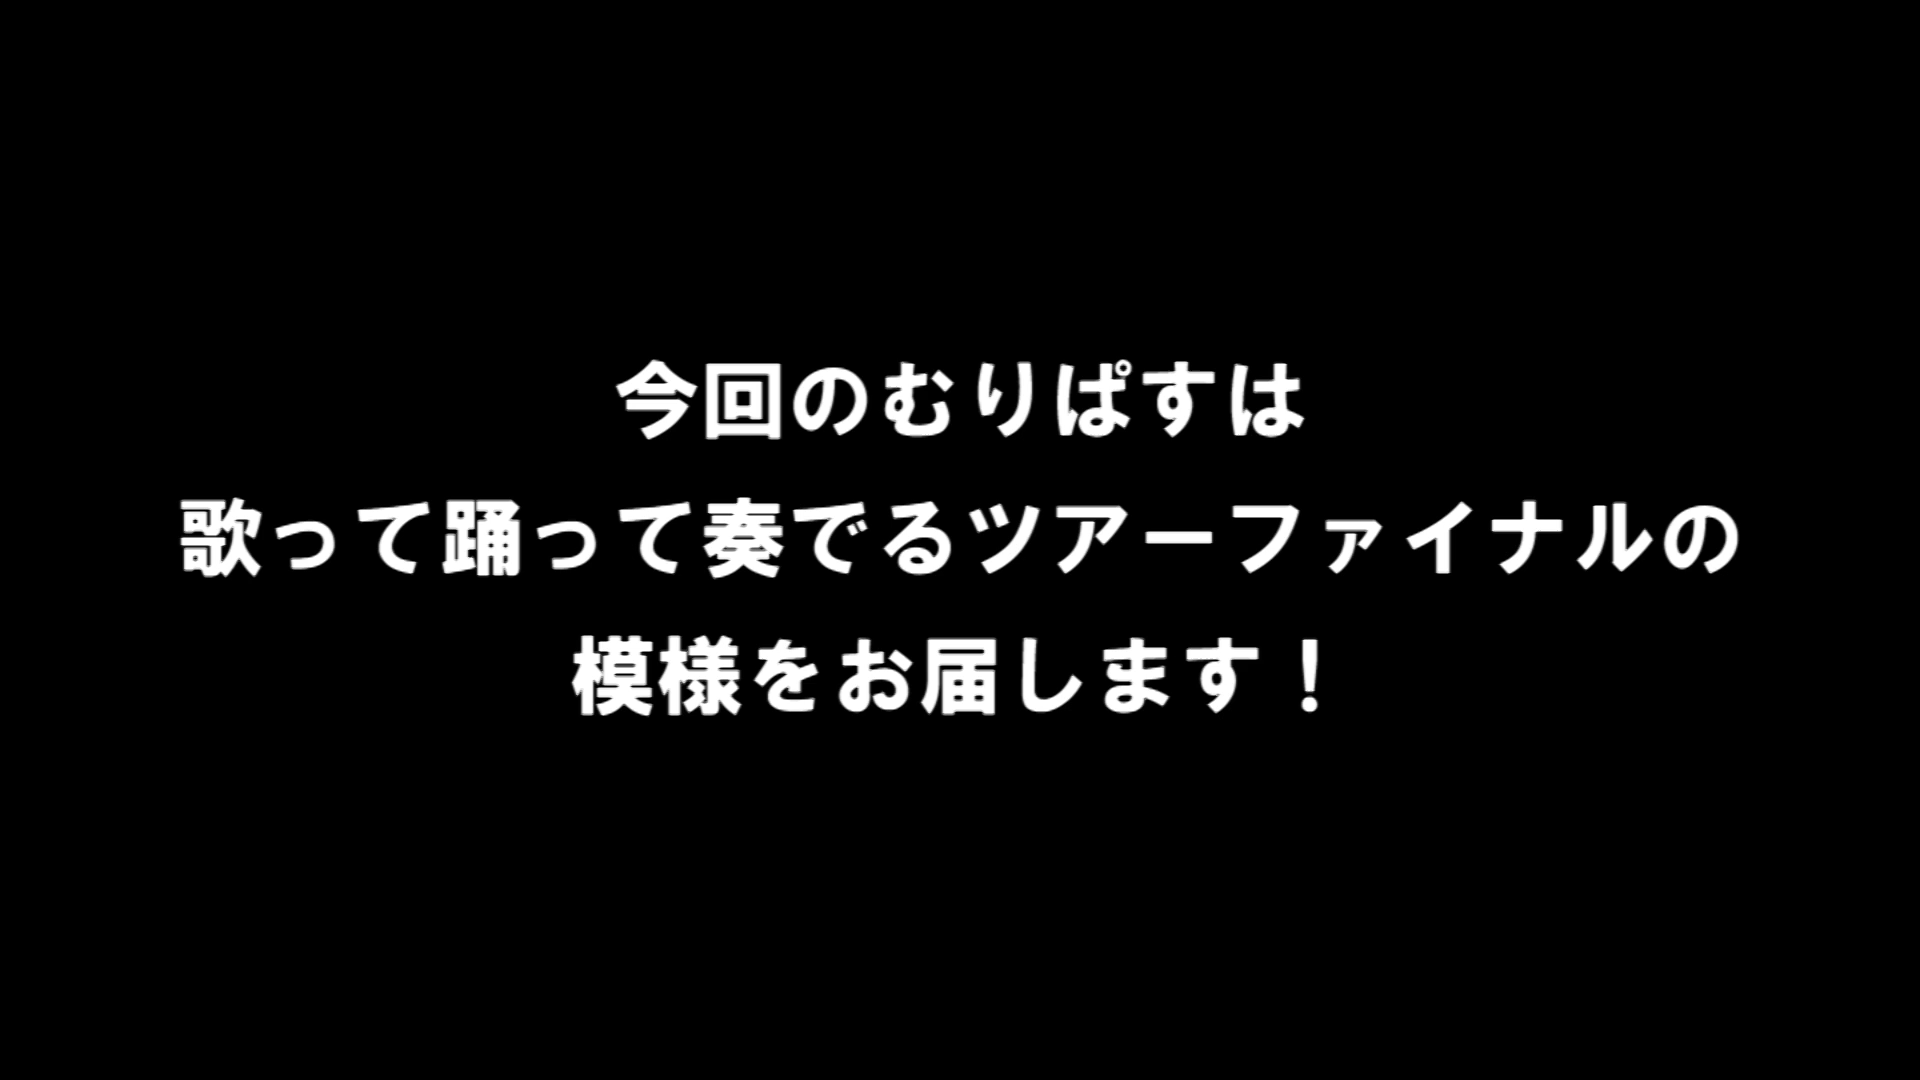 今回のむりぱすは
歌って踊って奏でるツアーファイナルの
模様をお届します！